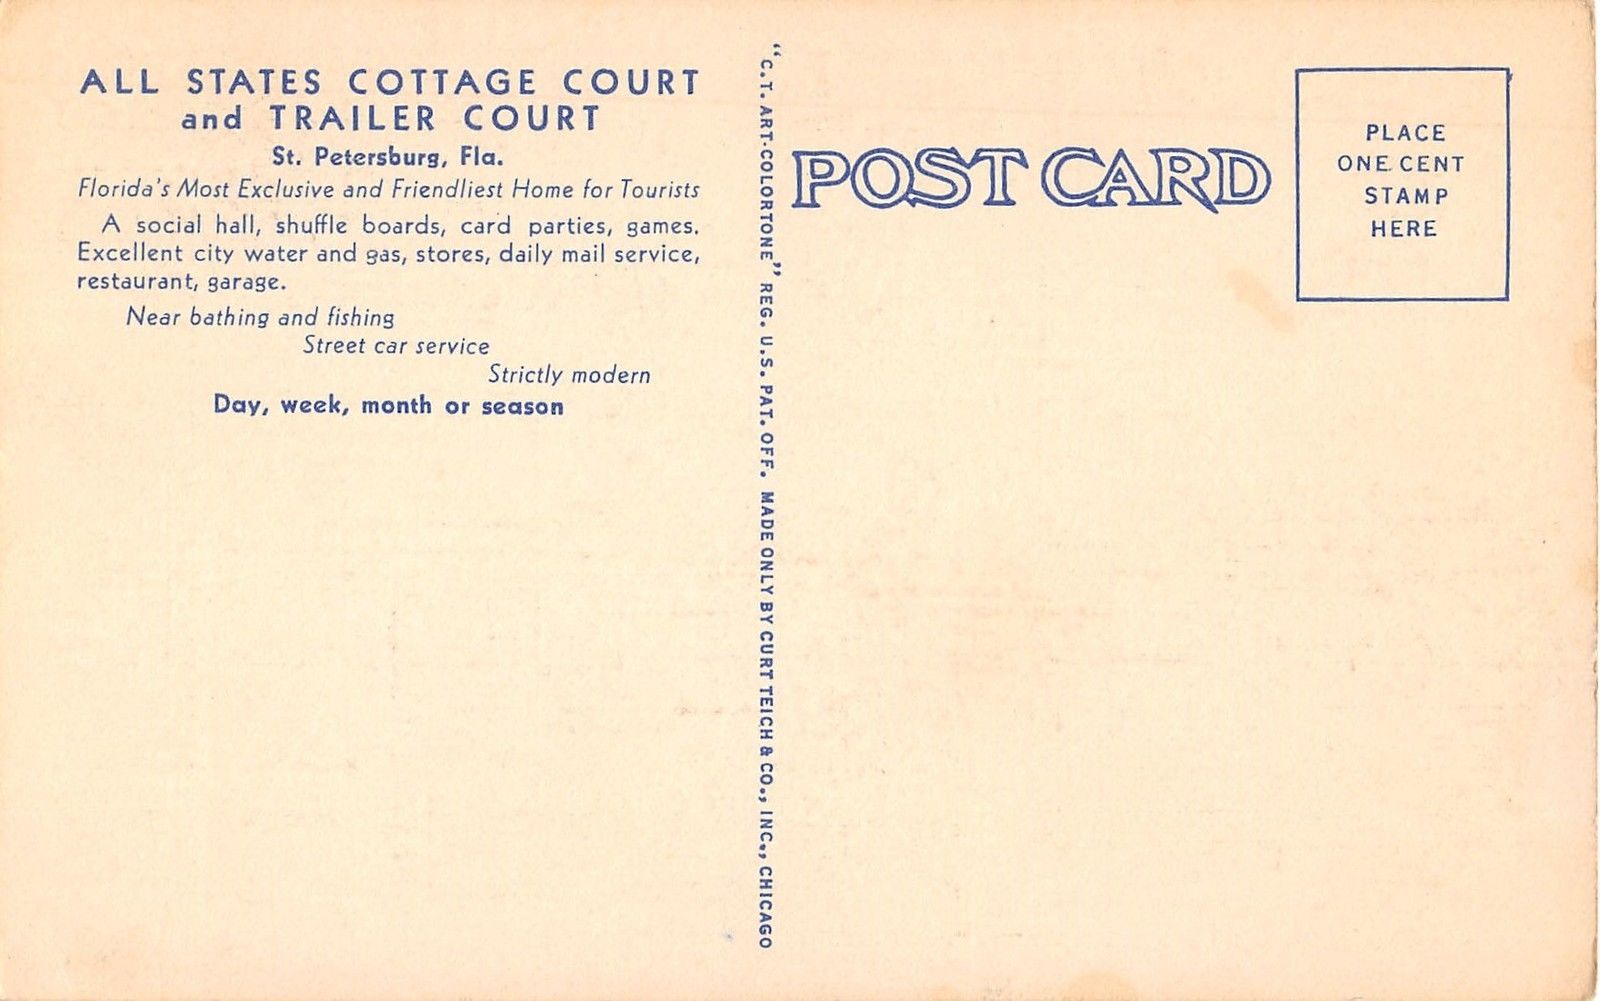 ALL STATES COTTAGE COURT
and TRAILER COURT
St. Petersburg, Fla.
Florida's Most Exclusive and Friendliest Home for Tourists
A social hall, shuffle boards, card parties, games.
Excellent city water and gas, stores, daily mail service,
restaurant, garage.
Near bathing and fishing
Street car service
Strictly modern
Day, week, month or season
"C.T. ART-COLORTONE" REG. U.S. PAT. OFF. MADE ONLY BY CURT TEICH & CO., INC., CHICAGO
POST CARD
PLACE
ONE CENT
STAMP
HERE